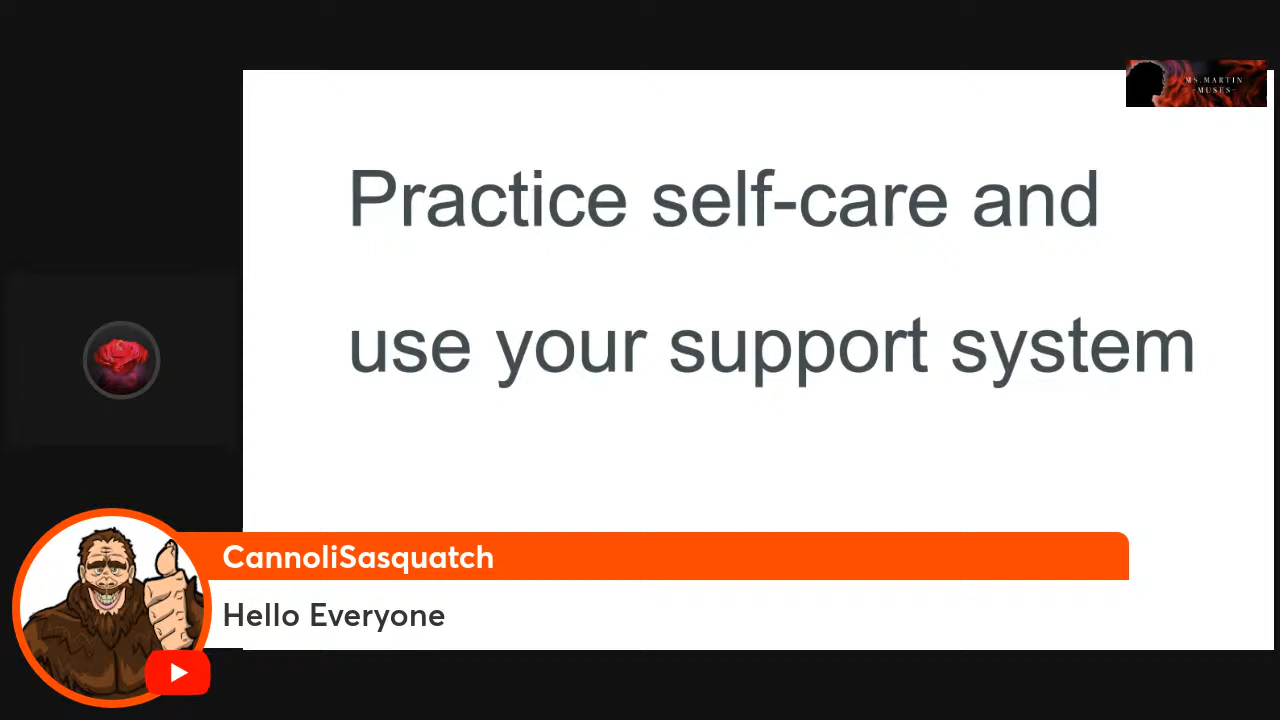 MS.MARTIN
-MUSES-
Practice self-care and
use your support system
CannoliSasquatch
Hello Everyone